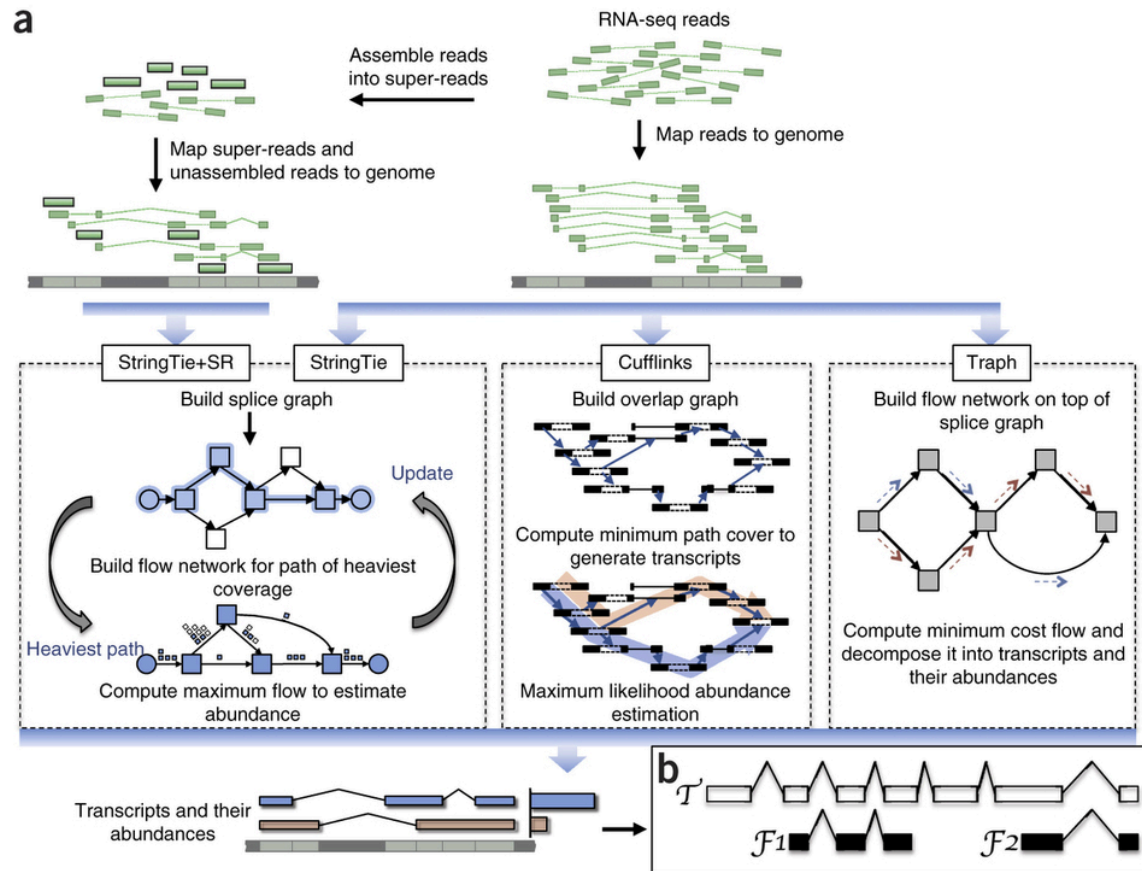 a
RNA-seq reads
Assemble reads
into super-reads
Map reads to genome
Map super-reads and
unassembled reads to genome
StringTie+SR
StringTie
Cufflinks
Traph
Build splice graph
Update
Build flow network for path of heaviest
coverage
Heaviest path
Compute maximum flow to estimate
abundance
Build overlap graph
Compute minimum path cover to
generate transcripts
Maximum likelihood abundance
estimation
Build flow network on top of
splice graph
Compute minimum cost flow and
decompose it into transcripts and
their abundances
Transcripts and their
abundances
b
T
F1
F2